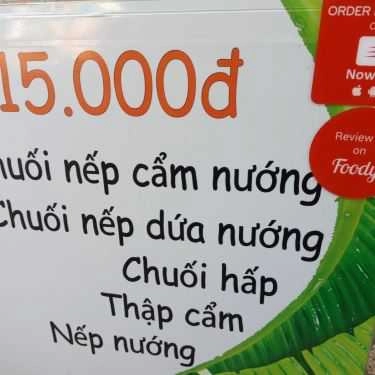 ORDER
Now
15.000đ
Review
on
Foody
huối nếp cẩm nướng
Chuối nếp dứa nướng
Chuối hấp
Thập cẩm
Nếp nướng